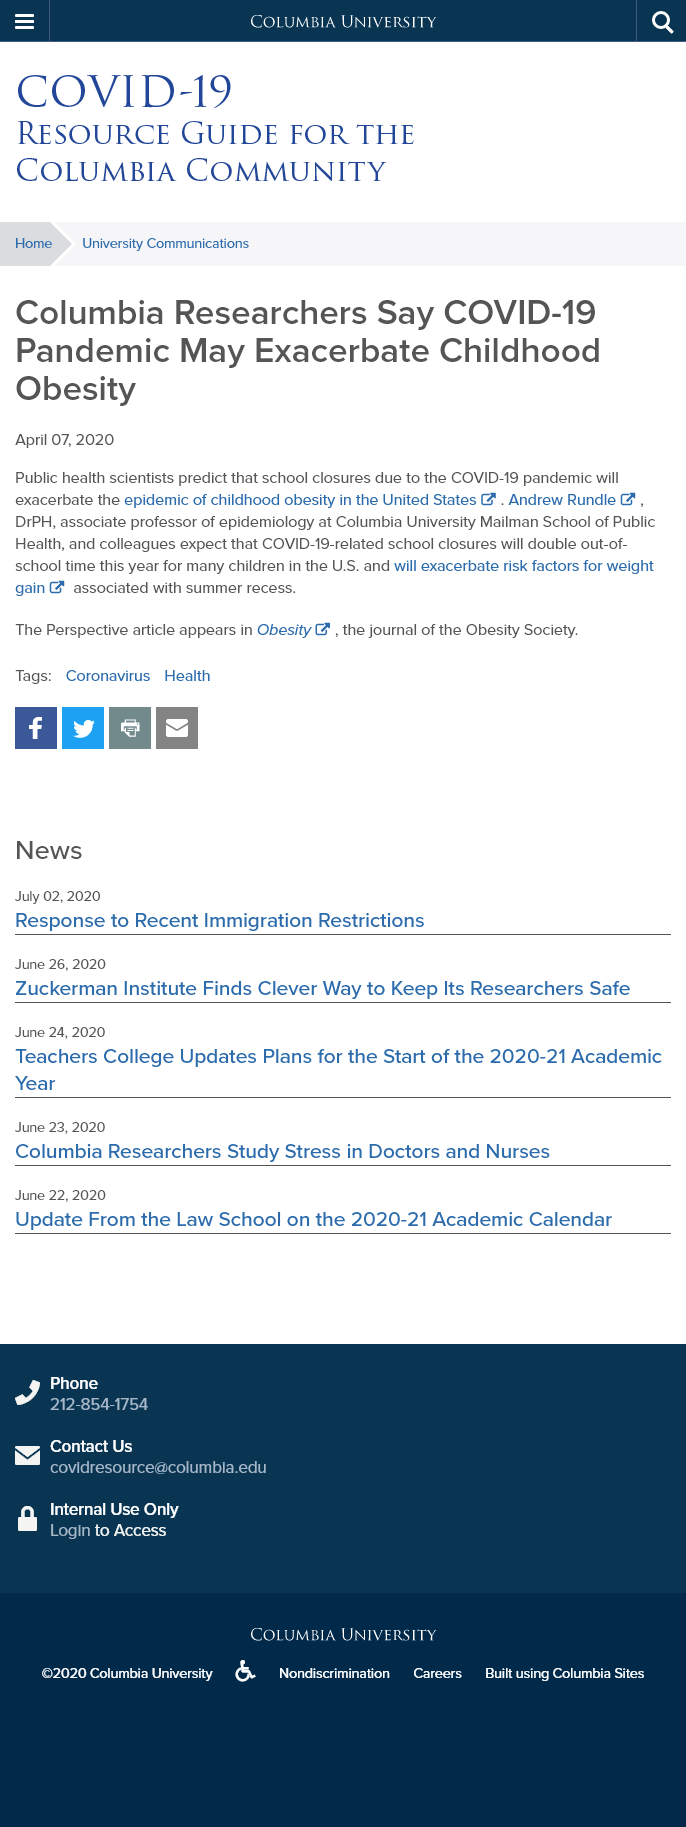 Columbia University
COVID-19
Resource Guide for the
Columbia Community
Home
University Communications
Columbia Researchers Say COVID-19
Pandemic May Exacerbate Childhood
Obesity
April 07, 2020
Public health scientists predict that school closures due to the COVID-19 pandemic will
exacerbate the epidemic of childhood obesity in the United States . Andrew Rundle ,
DrPH, associate professor of epidemiology at Columbia University Mailman School of Public
Health, and colleagues expect that COVID-19-related school closures will double out-of-
school time this year for many children in the U.S. and will exacerbate risk factors for weight
gain associated with summer recess.
The Perspective article appears in Obesity , the journal of the Obesity Society.
Tags: Coronavirus Health
News
July 02, 2020
Response to Recent Immigration Restrictions
June 26, 2020
Zuckerman Institute Finds Clever Way to Keep Its Researchers Safe
June 24, 2020
Teachers College Updates Plans for the Start of the 2020-21 Academic
Year
June 23, 2020
Columbia Researchers Study Stress in Doctors and Nurses
June 22, 2020
Update From the Law School on the 2020-21 Academic Calendar
Phone
212-854-1754
Contact Us
covidresource@columbia.edu
Internal Use Only
Login to Access
Columbia University
©2020 Columbia University Nondiscrimination Careers Built using Columbia Sites